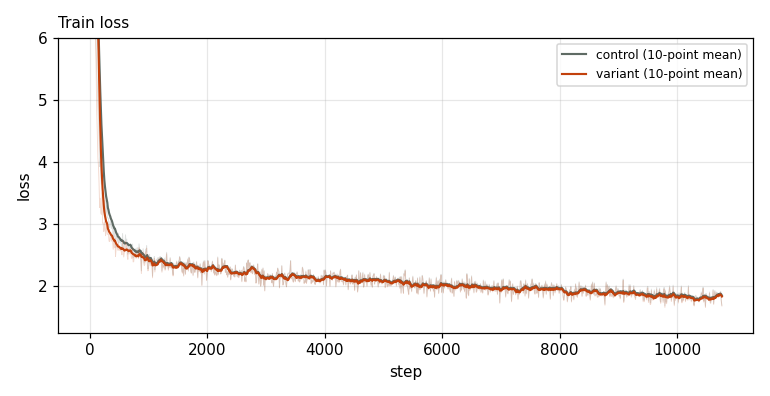 Train loss
6
5
4
3
2
loss
control (10-point mean)
variant (10-point mean)
0 2000 4000 6000 8000 10000
step